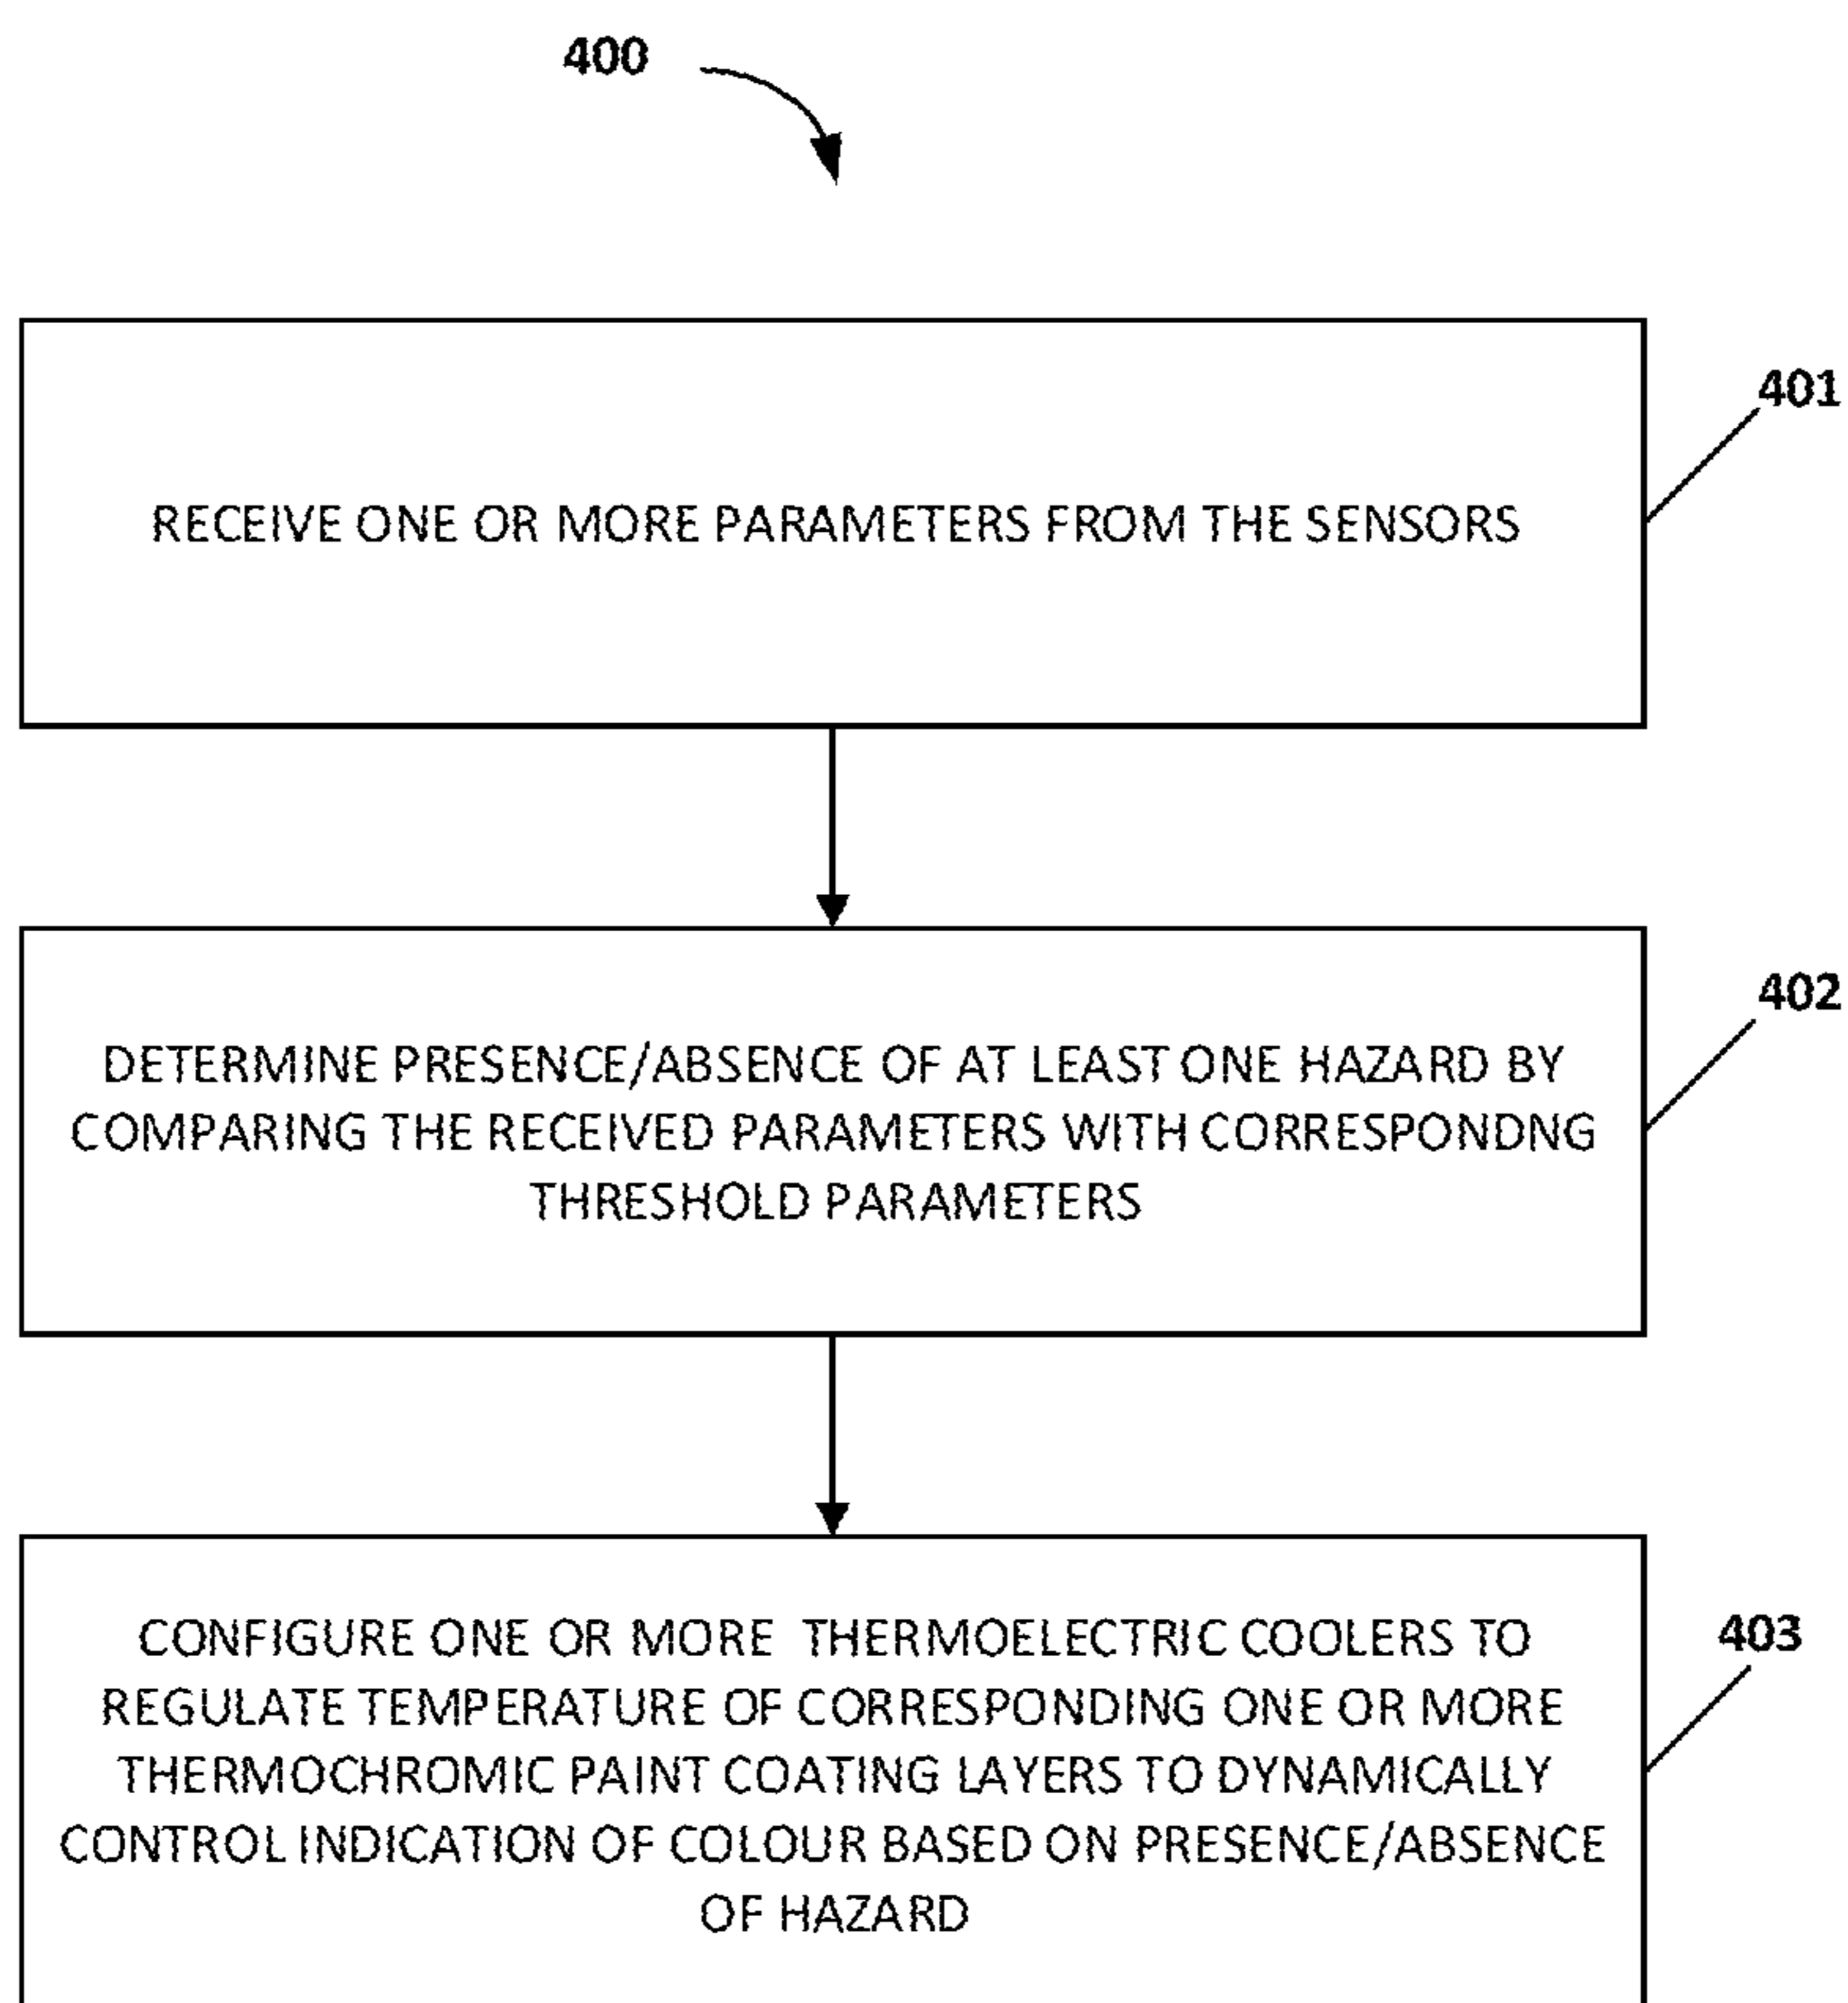 400
401
RECEIVE ONE OR MORE PARAMETERS FROM THE SENSORS
402
DETERMINE PRESENCE/ABSENCE OF AT LEAST ONE HAZARD BY
COMPARING THE RECEIVED PARAMETERS WITH CORRESPONDNG
THRESHOLD PARAMETERS
403
CONFIGURE ONE OR MORE THERMOELECTRIC COOLERS TO
REGULATE TEMPERATURE OF CORRESPONDING ONE OR MORE
THERMOCHROMIC PAINT COATING LAYERS TO DYNAMICALLY
CONTROL INDICATION OF COLOUR BASED ON PRESENCE/ABSENCE
OF HAZARD